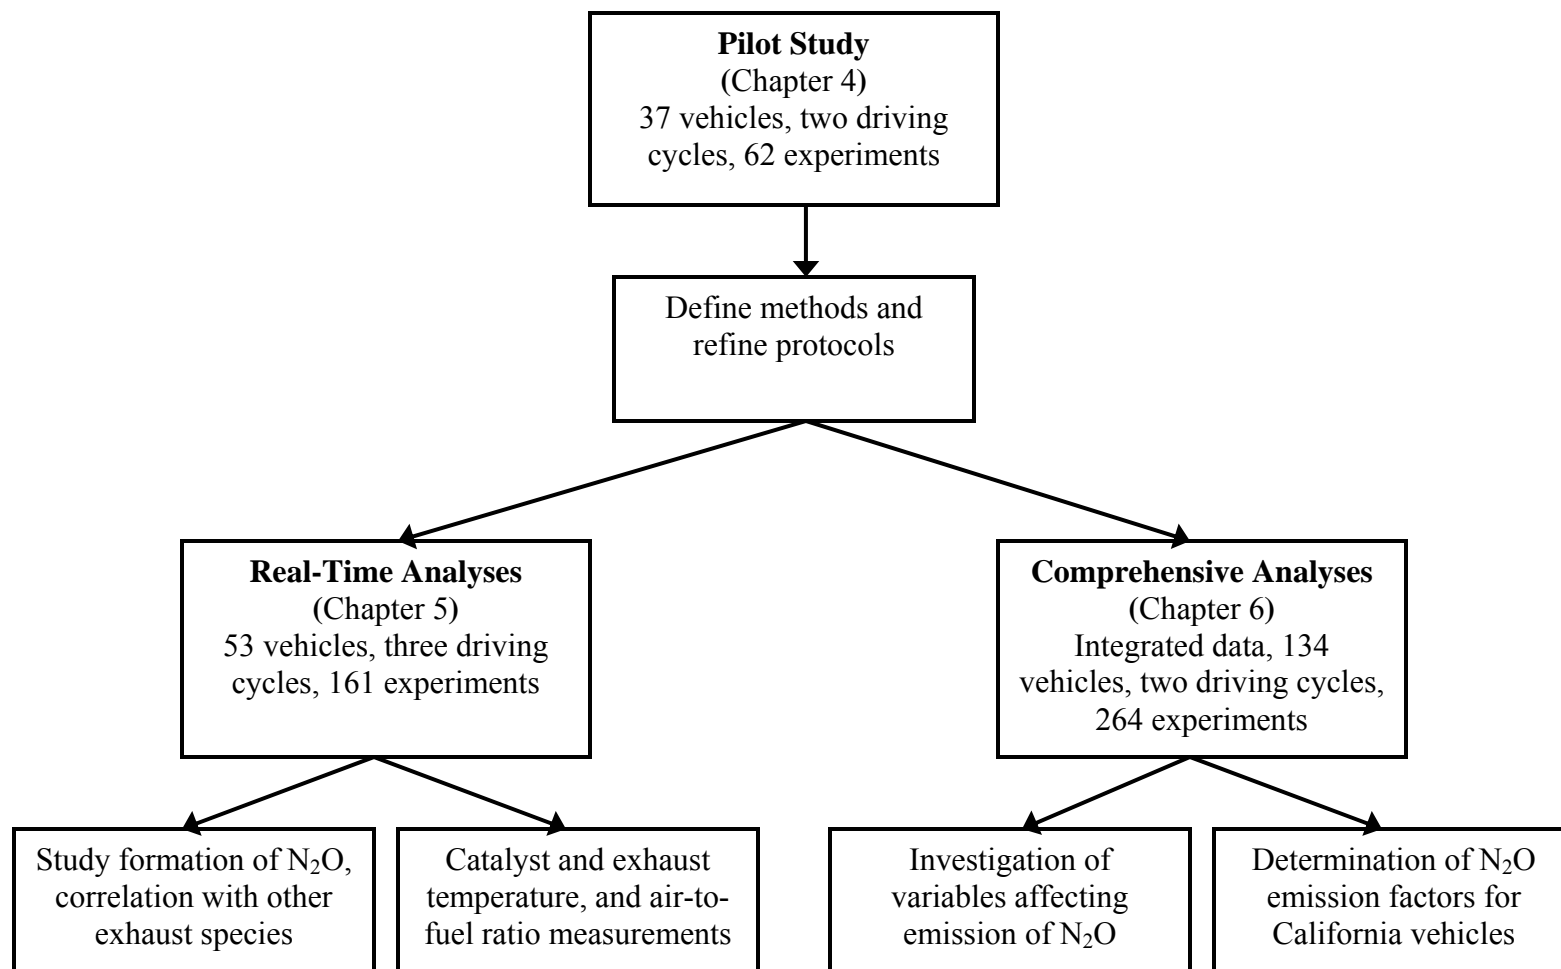 Pilot Study
(Chapter 4)
37 vehicles, two driving
cycles, 62 experiments
Define methods and
refine protocols
Real-Time Analyses
(Chapter 5)
53 vehicles, three driving
cycles, 161 experiments
Comprehensive Analyses
(Chapter 6)
Integrated data, 134
vehicles, two driving cycles,
264 experiments
Study formation of N₂O,
correlation with other
exhaust species
Catalyst and exhaust
temperature, and air-to-
fuel ratio measurements
Investigation of
variables affecting
emission of N₂O
Determination of N₂O
emission factors for
California vehicles